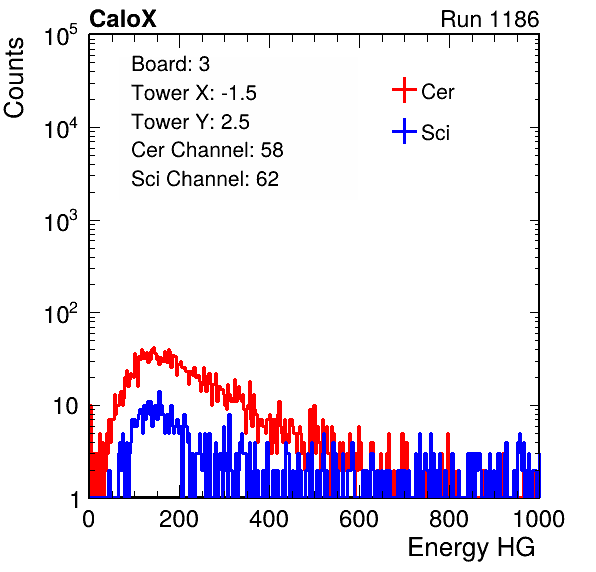 CaloX Run 1186
Counts
Board: 3
Tower X: -1.5
Tower Y: 2.5
Cer Channel: 58
Sci Channel: 62
Cer
Sci
10^5
10^4
10^3
10^2
10
1
0 200 400 600 800 1000
Energy HG